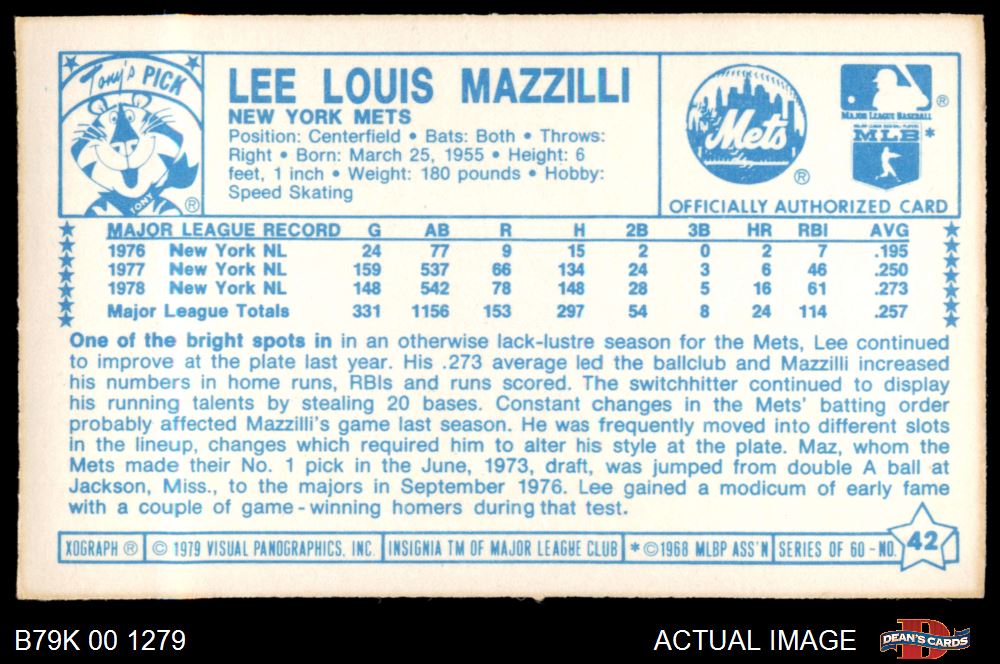 Tony's PICK
TONY
®
LEE LOUIS MAZZILLI
NEW YORK METS
Position: Centerfield • Bats: Both • Throws:
Right • Born: March 25, 1955 • Height: 6
feet, 1 inch • Weight: 180 pounds • Hobby:
Speed Skating
Mets
®
®
MAJOR LEAGUE BASEBALL
MAJOR LEAGUE BASEBALL PLAYERS
MLB *
OFFICIALLY AUTHORIZED CARD
MAJOR LEAGUE RECORD G AB R H 2B 3B HR RBI AVG
1976 New York NL 24 77 9 15 2 0 2 7 .195
1977 New York NL 159 537 66 134 24 3 6 46 .250
1978 New York NL 148 542 78 148 28 5 16 61 .273
Major League Totals 331 1156 153 297 54 8 24 114 .257
One of the bright spots in in an otherwise lack-lustre season for the Mets, Lee continued
to improve at the plate last year. His .273 average led the ballclub and Mazzilli increased
his numbers in home runs, RBIs and runs scored. The switchhitter continued to display
his running talents by stealing 20 bases. Constant changes in the Mets' batting order
probably affected Mazzilli's game last season. He was frequently moved into different slots
in the lineup, changes which required him to alter his style at the plate. Maz, whom the
Mets made their No. 1 pick in the June, 1973, draft, was jumped from double A ball at
Jackson, Miss., to the majors in September 1976. Lee gained a modicum of early fame
with a couple of game-winning homers during that test.
XOGRAPH ® © 1979 VISUAL PANOGRAPHICS, INC. INSIGNIA TM OF MAJOR LEAGUE CLUB * © 1968 MLBP ASS'N SERIES OF 60 - NO. 42
B79K 00 1279 ACTUAL IMAGE DEAN'S CARDS